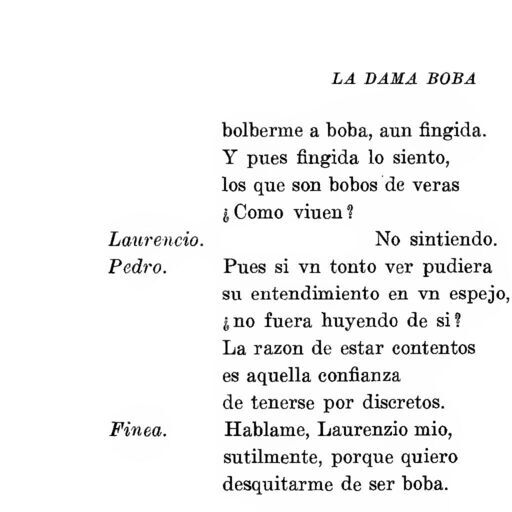 LA DAMA BOBA
bolberme a boba, aun fingida.
Y pues fingida lo siento,
los que son bobos de veras
¿Como viuen?
Laurencio. No sintiendo.
Pedro. Pues si vn tonto ver pudiera
su entendimiento en vn espejo,
¿no fuera huyendo de si?
La razon de estar contentos
es aquella confianza
de tenerse por discretos.
Finea. Hablame, Laurenzio mio,
sutilmente, porque quiero
desquitarme de ser boba.